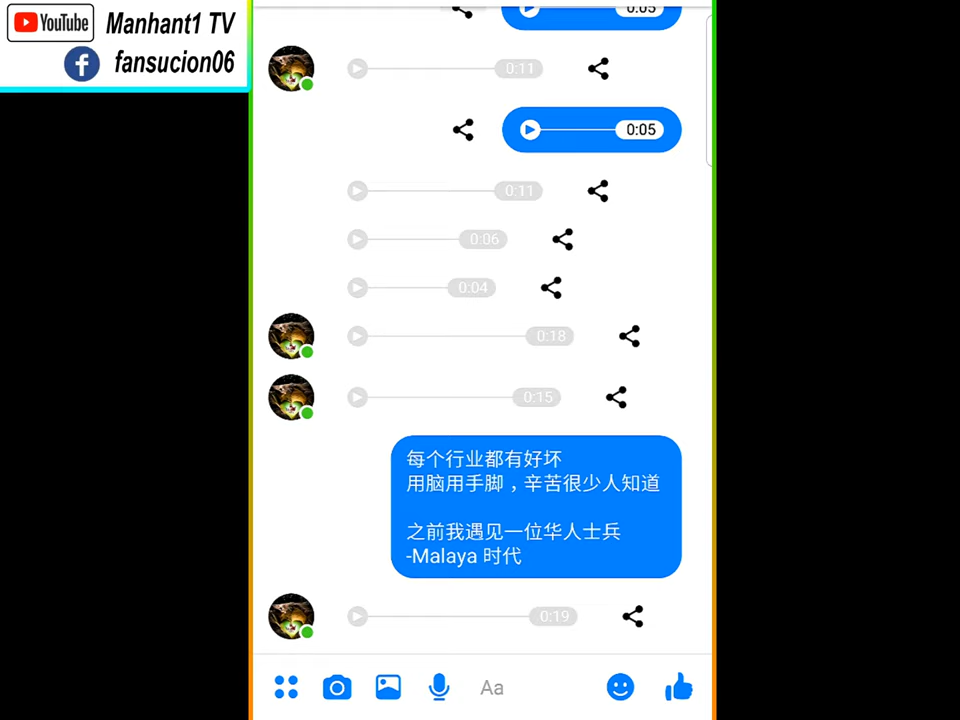 YouTube
Manhant1 TV
fansucion06
0:05
0:11
0:05
0:11
0:06
0:04
0:18
0:15
每个行业都有好坏
用脑用手脚，辛苦很少人知道
之前我遇见一位华人士兵
-Malaya 时代
0:19
Aa